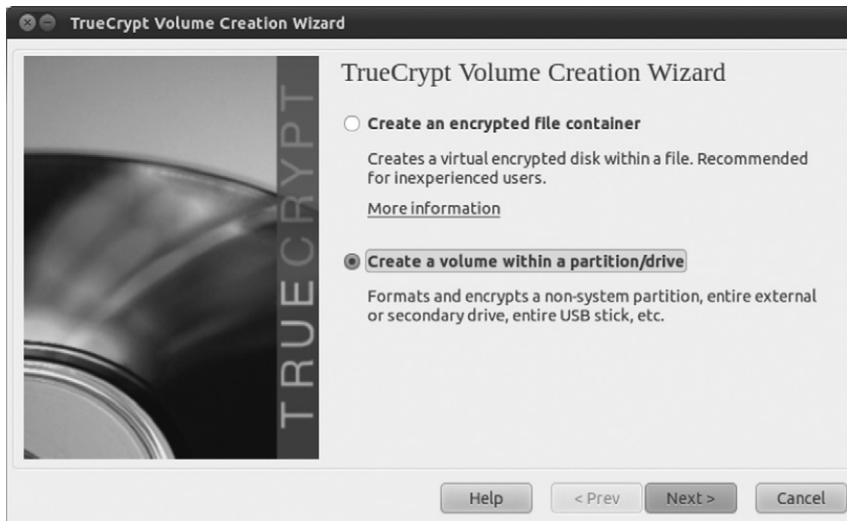 TrueCrypt Volume Creation Wizard
TRUECRYPT
TrueCrypt Volume Creation Wizard
Create an encrypted file container
Creates a virtual encrypted disk within a file. Recommended
for inexperienced users.
More information
Create a volume within a partition/drive
Formats and encrypts a non-system partition, entire external
or secondary drive, entire USB stick, etc.
Help
< Prev
Next >
Cancel